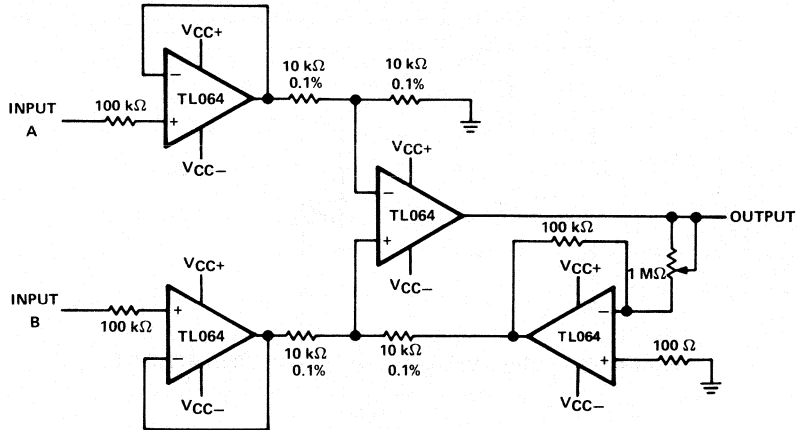 VCC+
TL064
VCC−
INPUT
A
100 kΩ
10 kΩ
0.1%
10 kΩ
0.1%
VCC+
TL064
VCC−
OUTPUT
100 kΩ
1 MΩ
VCC+
TL064
VCC−
100 Ω
INPUT
B
100 kΩ
VCC+
TL064
VCC−
10 kΩ
0.1%
10 kΩ
0.1%